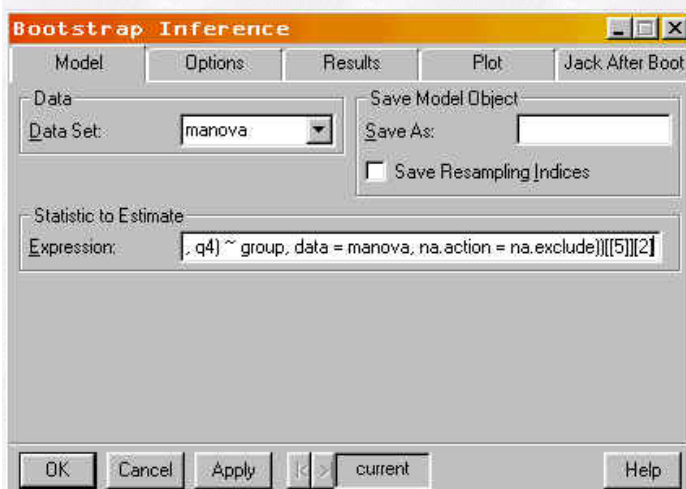 Bootstrap Inference
Model Options Results Plot Jack After Boot
Data
Data Set: manova
Save Model Object
Save As:
Save Resampling Indices
Statistic to Estimate
Expression: , q4) ~ group, data = manova, na.action = na.exclude))[[5]][2]
OK Cancel Apply |< >| current Help